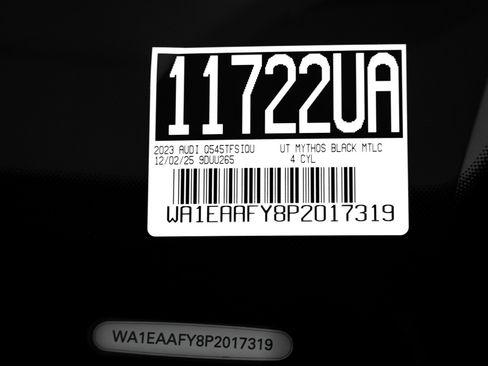 11722UA
2023 AUDI Q545TFSIQU UT MYTHOS BLACK MTLC
12/02/25 9DUU265 4 CYL
WA1EAAFY8P2017319
WA1EAAFY8P2017319